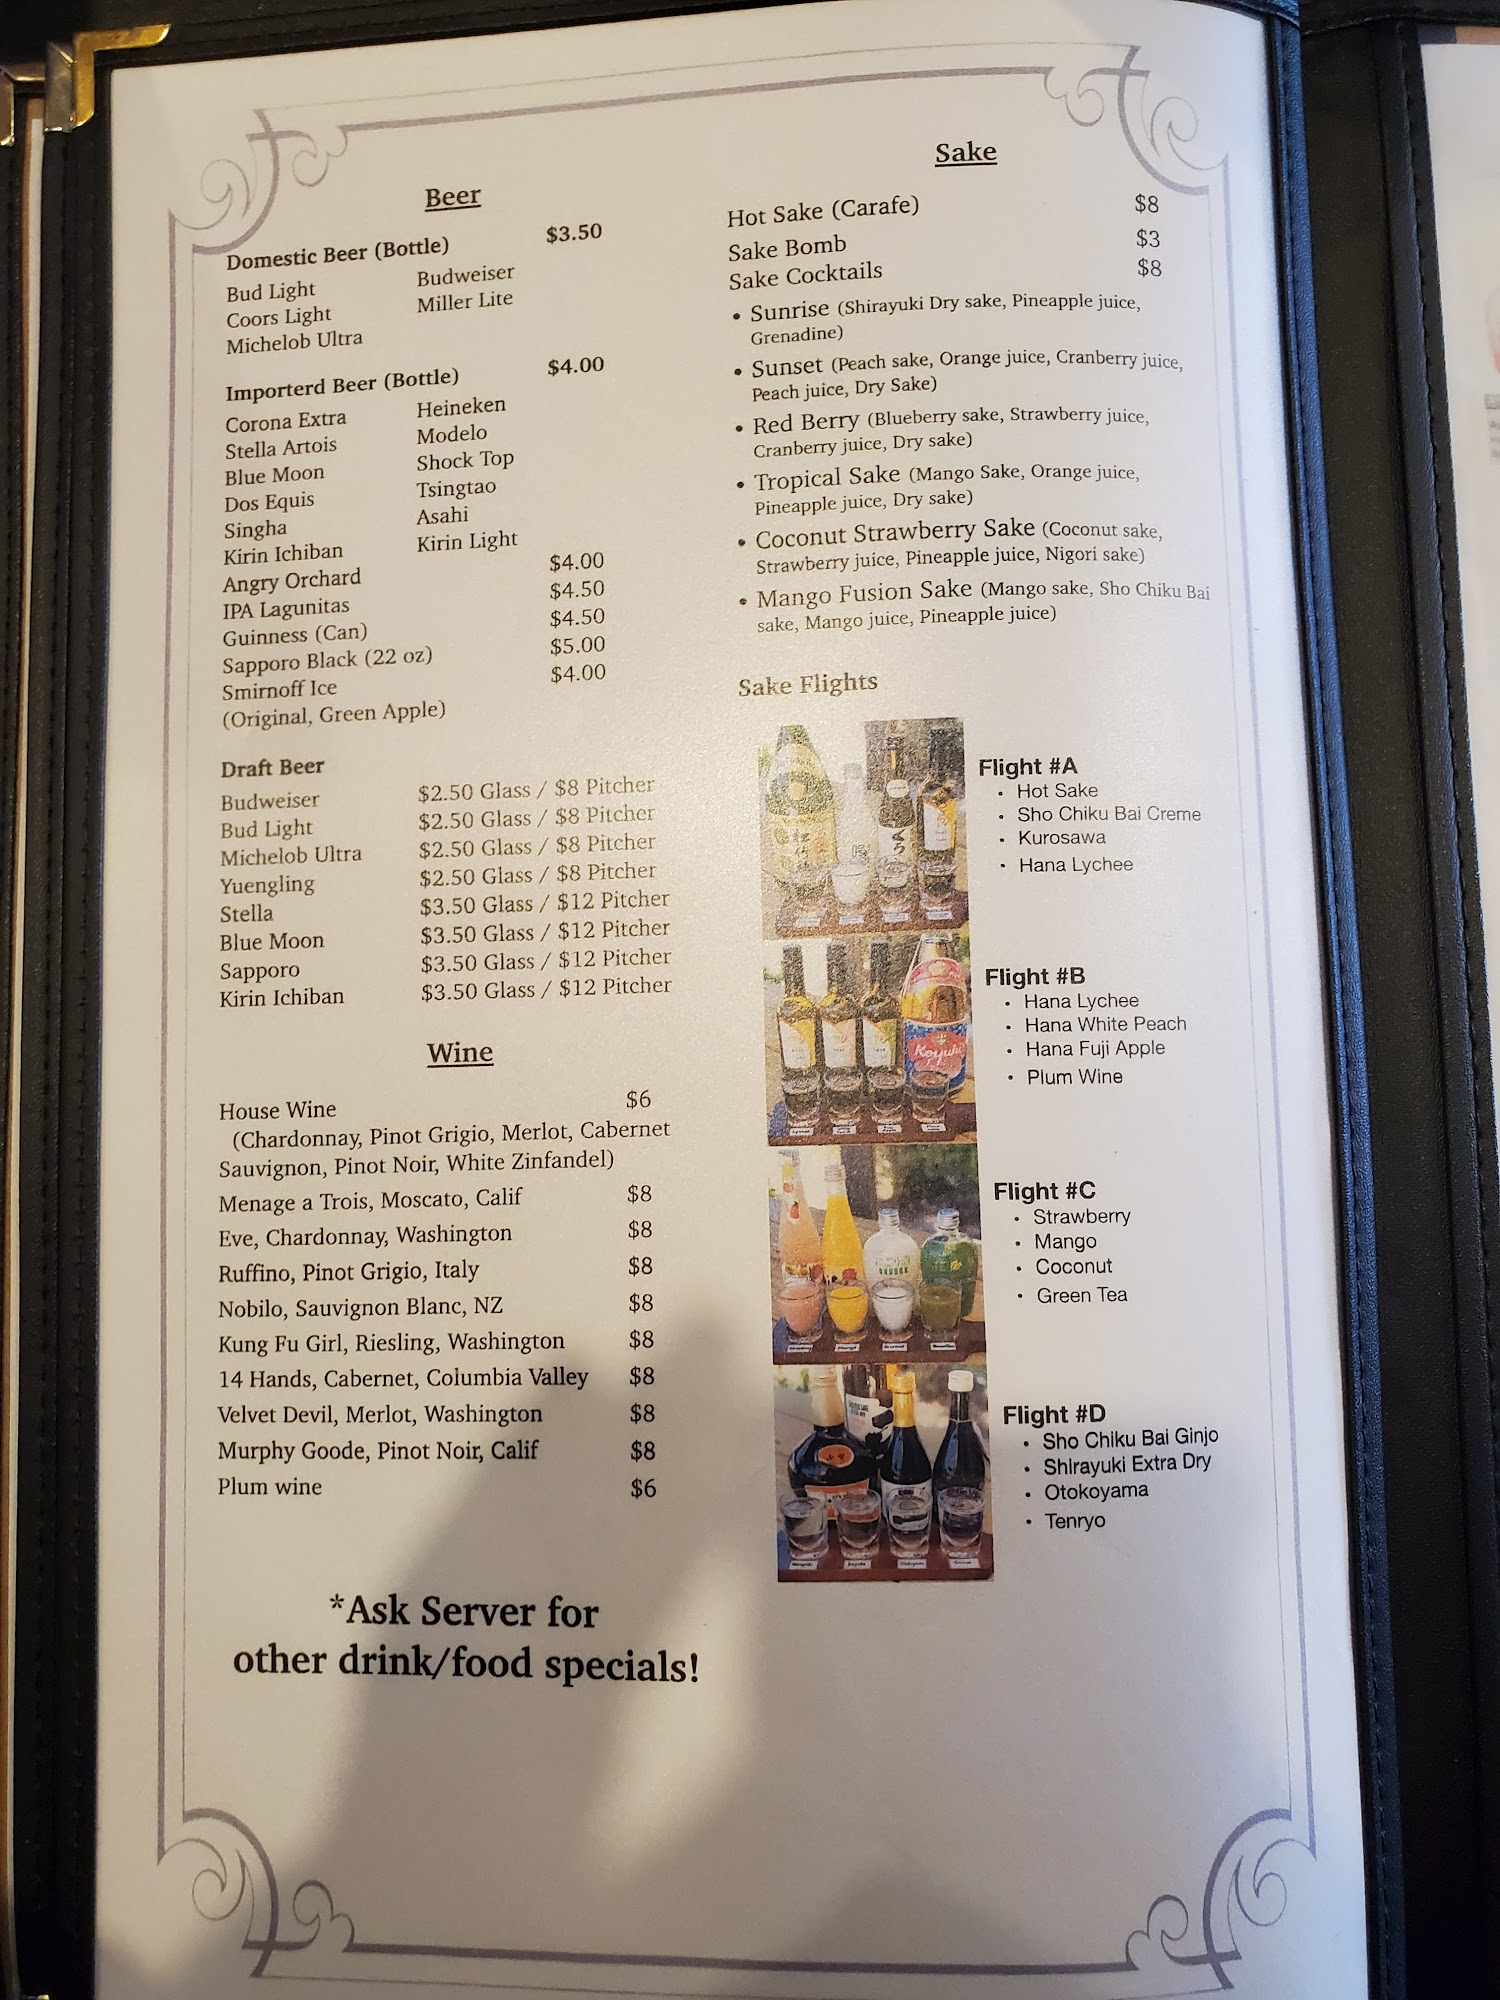 Beer
Domestic Beer (Bottle) $3.50
Bud Light Budweiser
Coors Light Miller Lite
Michelob Ultra
Importerd Beer (Bottle) $4.00
Corona Extra Heineken
Stella Artois Modelo
Blue Moon Shock Top
Dos Equis Tsingtao
Singha Asahi
Kirin Ichiban Kirin Light
Angry Orchard $4.00
IPA Lagunitas $4.50
Guinness (Can) $4.50
Sapporo Black (22 oz) $5.00
Smirnoff Ice $4.00
(Original, Green Apple)
Draft Beer
Budweiser $2.50 Glass / $8 Pitcher
Bud Light $2.50 Glass / $8 Pitcher
Michelob Ultra $2.50 Glass / $8 Pitcher
Yuengling $2.50 Glass / $8 Pitcher
Stella $3.50 Glass / $12 Pitcher
Blue Moon $3.50 Glass / $12 Pitcher
Sapporo $3.50 Glass / $12 Pitcher
Kirin Ichiban $3.50 Glass / $12 Pitcher
Wine
House Wine $6
(Chardonnay, Pinot Grigio, Merlot, Cabernet
Sauvignon, Pinot Noir, White Zinfandel)
Menage a Trois, Moscato, Calif $8
Eve, Chardonnay, Washington $8
Ruffino, Pinot Grigio, Italy $8
Nobilo, Sauvignon Blanc, NZ $8
Kung Fu Girl, Riesling, Washington $8
14 Hands, Cabernet, Columbia Valley $8
Velvet Devil, Merlot, Washington $8
Murphy Goode, Pinot Noir, Calif $8
Plum wine $6
*Ask Server for
other drink/food specials!
Sake
Hot Sake (Carafe) $8
Sake Bomb $3
Sake Cocktails $8
• Sunrise (Shirayuki Dry sake, Pineapple juice,
Grenadine)
• Sunset (Peach sake, Orange juice, Cranberry juice,
Peach juice, Dry Sake)
• Red Berry (Blueberry sake, Strawberry juice,
Cranberry juice, Dry sake)
• Tropical Sake (Mango Sake, Orange juice,
Pineapple juice, Dry sake)
• Coconut Strawberry Sake (Coconut sake,
Strawberry juice, Pineapple juice, Nigori sake)
• Mango Fusion Sake (Mango sake, Sho Chiku Bai
sake, Mango juice, Pineapple juice)
Sake Flights
Flight #A
• Hot Sake
• Sho Chiku Bai Creme
• Kurosawa
• Hana Lychee
Flight #B
• Hana Lychee
• Hana White Peach
• Hana Fuji Apple
• Plum Wine
Koyuki
Flight #C
• Strawberry
• Mango
• Coconut
• Green Tea
Flight #D
• Sho Chiku Bai Ginjo
• Shirayuki Extra Dry
• Otokoyama
• Tenryo